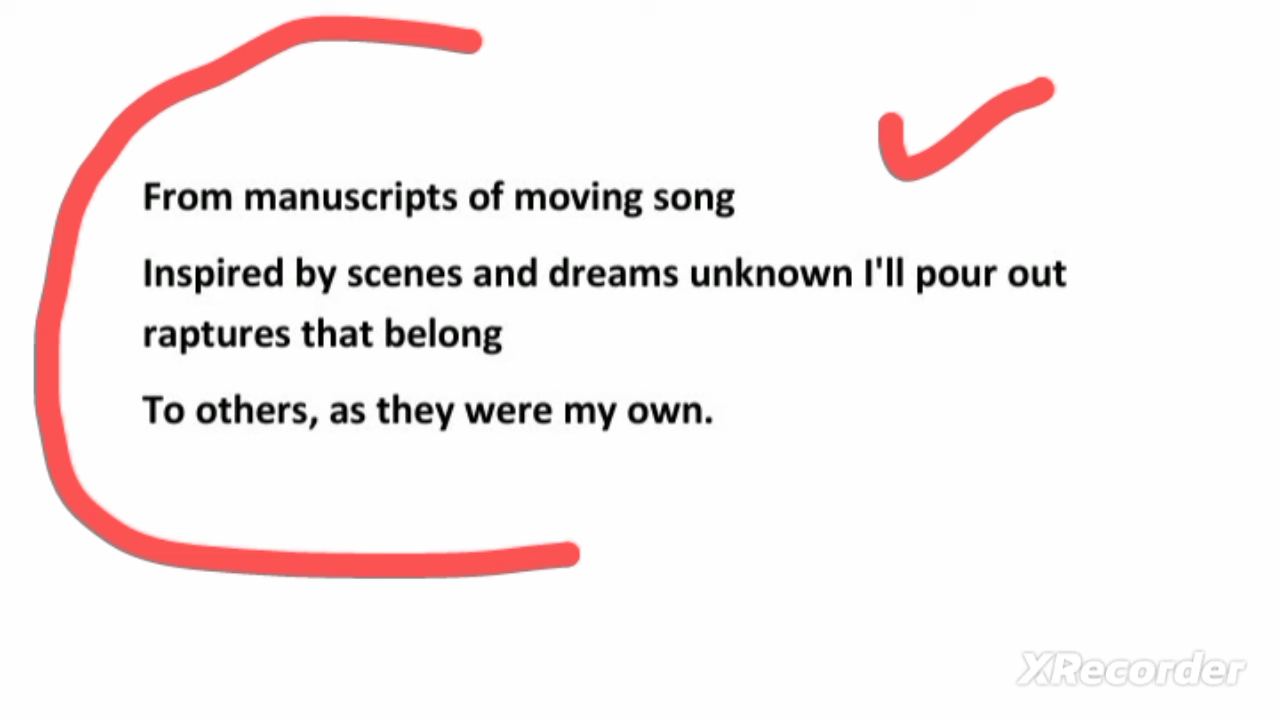 From manuscripts of moving song
Inspired by scenes and dreams unknown I'll pour out
raptures that belong
To others, as they were my own.
XRecorder